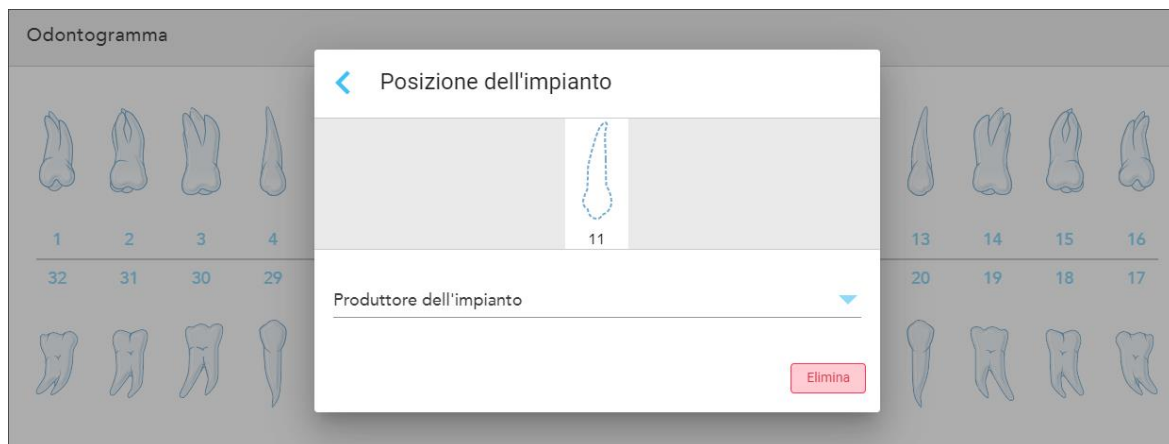 Odontogramma
Posizione dell'impianto
11
1 2 3 4 13 14 15 16
32 31 30 29 20 19 18 17
Produttore dell'impianto
Elimina